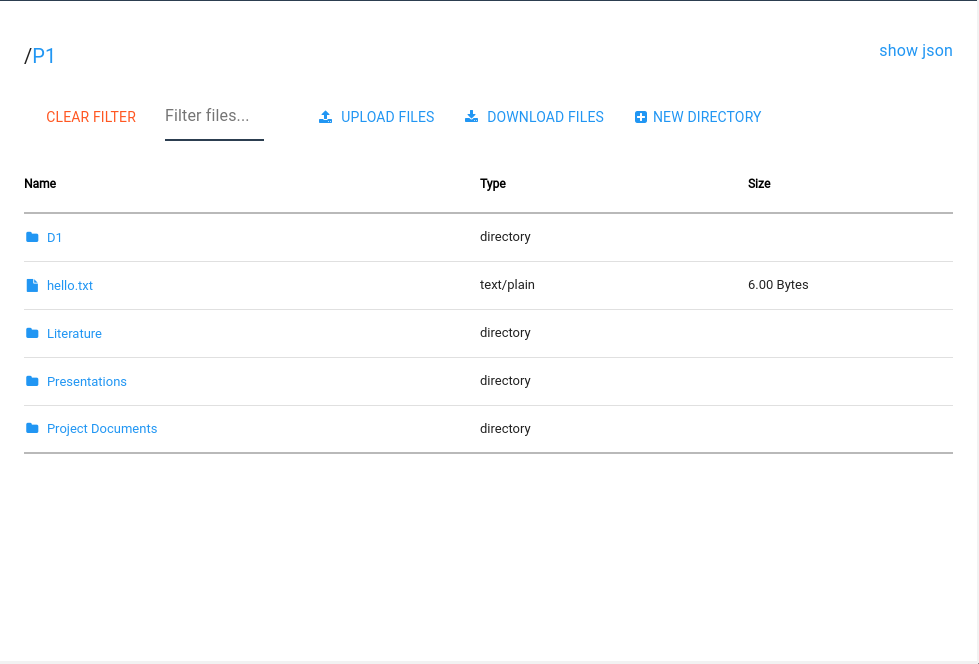 /P1
show json
CLEAR FILTER Filter files... UPLOAD FILES DOWNLOAD FILES NEW DIRECTORY
Name Type Size
D1 directory
hello.txt text/plain 6.00 Bytes
Literature directory
Presentations directory
Project Documents directory